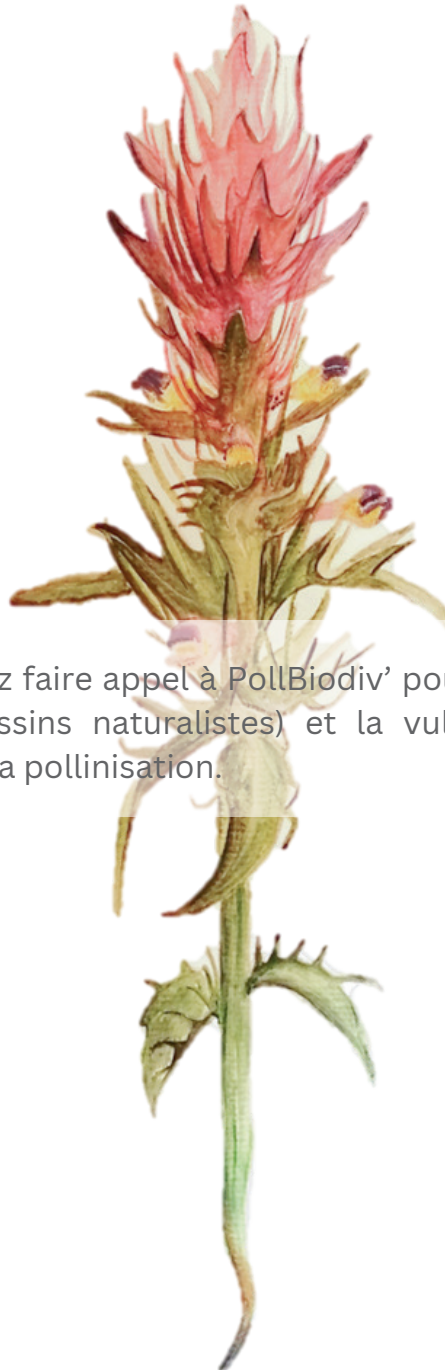 z faire appel à PollBiodiv’ pou
ssins naturalistes) et la vul
a pollinisation.